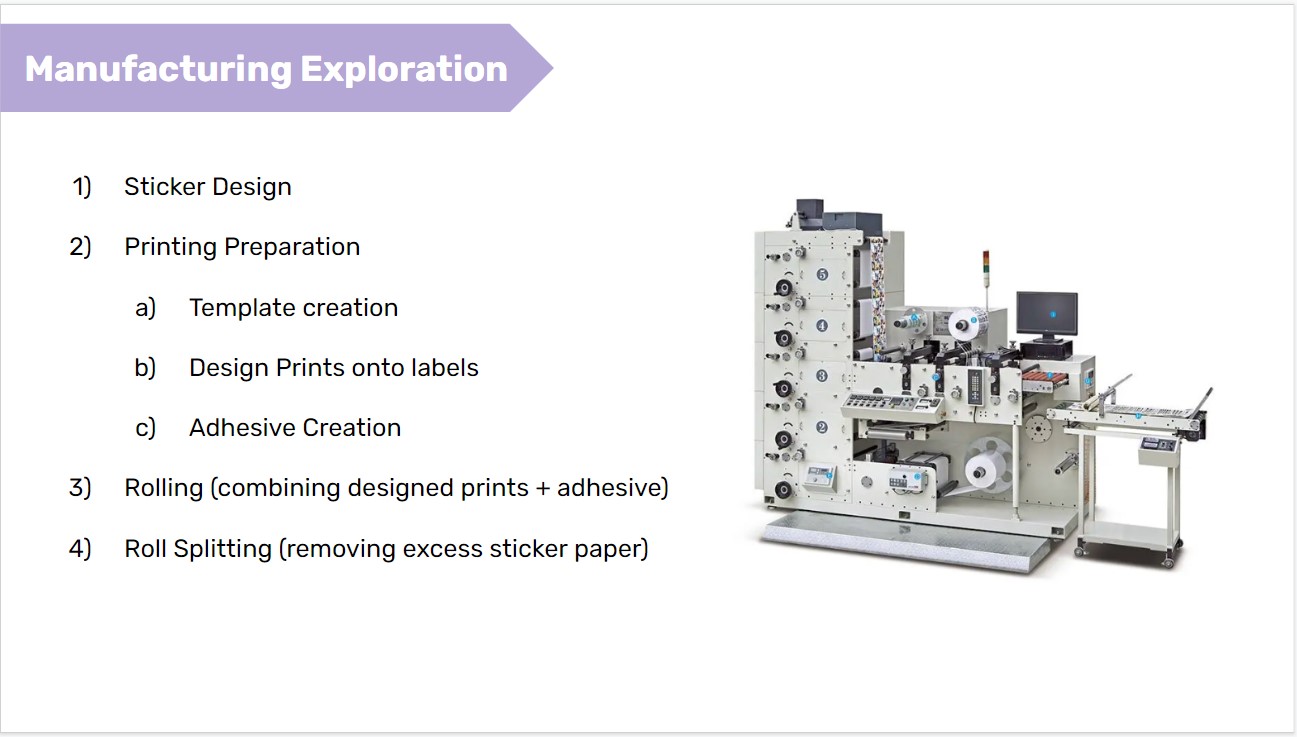 Manufacturing Exploration
1) Sticker Design
2) Printing Preparation
a) Template creation
b) Design Prints onto labels
c) Adhesive Creation
3) Rolling (combining designed prints + adhesive)
4) Roll Splitting (removing excess sticker paper)
5
4
3
2